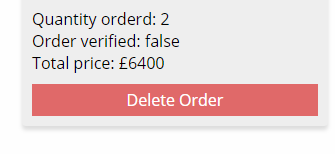 Quantity orderd: 2
Order verified: false
Total price: £6400
Delete Order